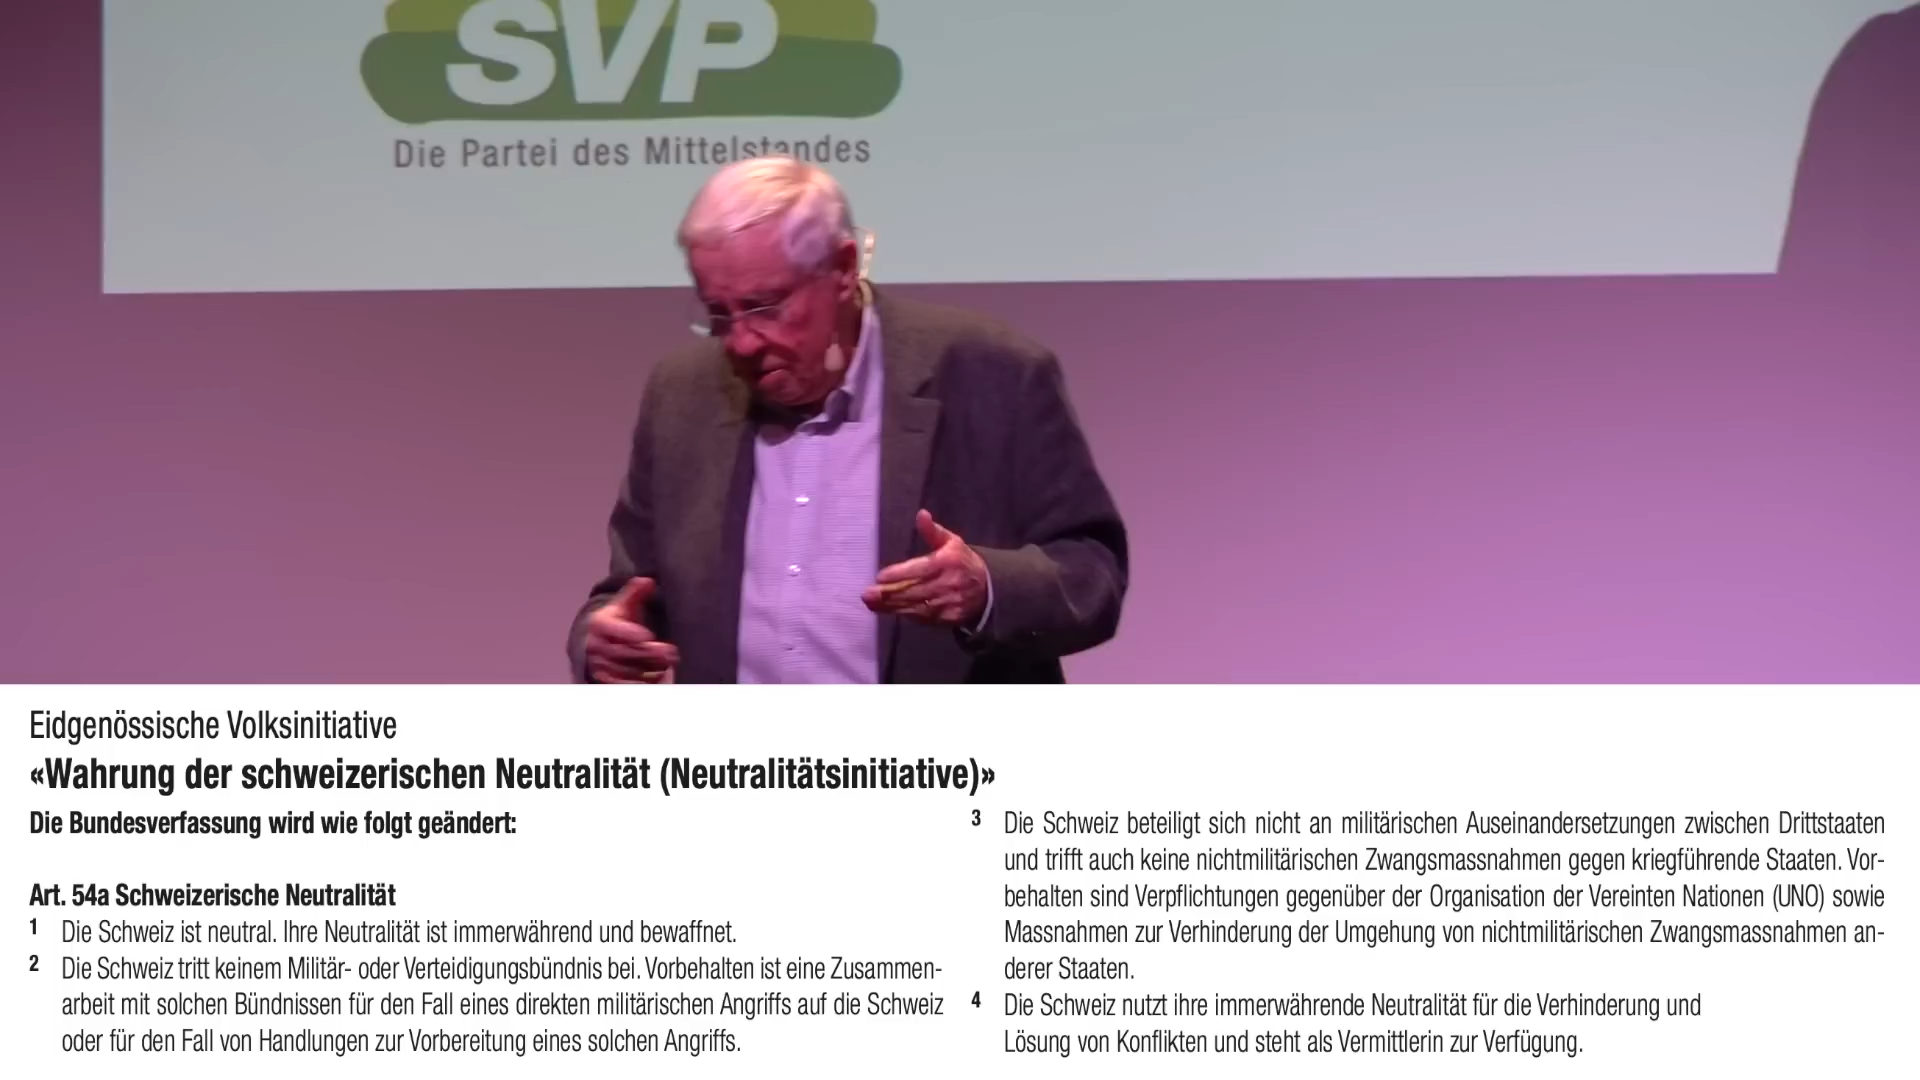 SVP
Die Partei des Mittelstandes
Eidgenössische Volksinitiative
«Wahrung der schweizerischen Neutralität (Neutralitätsinitiative)»
Die Bundesverfassung wird wie folgt geändert:
Art. 54a Schweizerische Neutralität
1 Die Schweiz ist neutral. Ihre Neutralität ist immerwährend und bewaffnet.
2 Die Schweiz tritt keinem Militär- oder Verteidigungsbündnis bei. Vorbehalten ist eine Zusammen-
arbeit mit solchen Bündnissen für den Fall eines direkten militärischen Angriffs auf die Schweiz
oder für den Fall von Handlungen zur Vorbereitung eines solchen Angriffs.
3 Die Schweiz beteiligt sich nicht an militärischen Auseinandersetzungen zwischen Drittstaaten
und trifft auch keine nichtmilitärischen Zwangsmassnahmen gegen kriegführende Staaten. Vor-
behalten sind Verpflichtungen gegenüber der Organisation der Vereinten Nationen (UNO) sowie
Massnahmen zur Verhinderung der Umgehung von nichtmilitärischen Zwangsmassnahmen an-
derer Staaten.
4 Die Schweiz nutzt ihre immerwährende Neutralität für die Verhinderung und
Lösung von Konflikten und steht als Vermittlerin zur Verfügung.